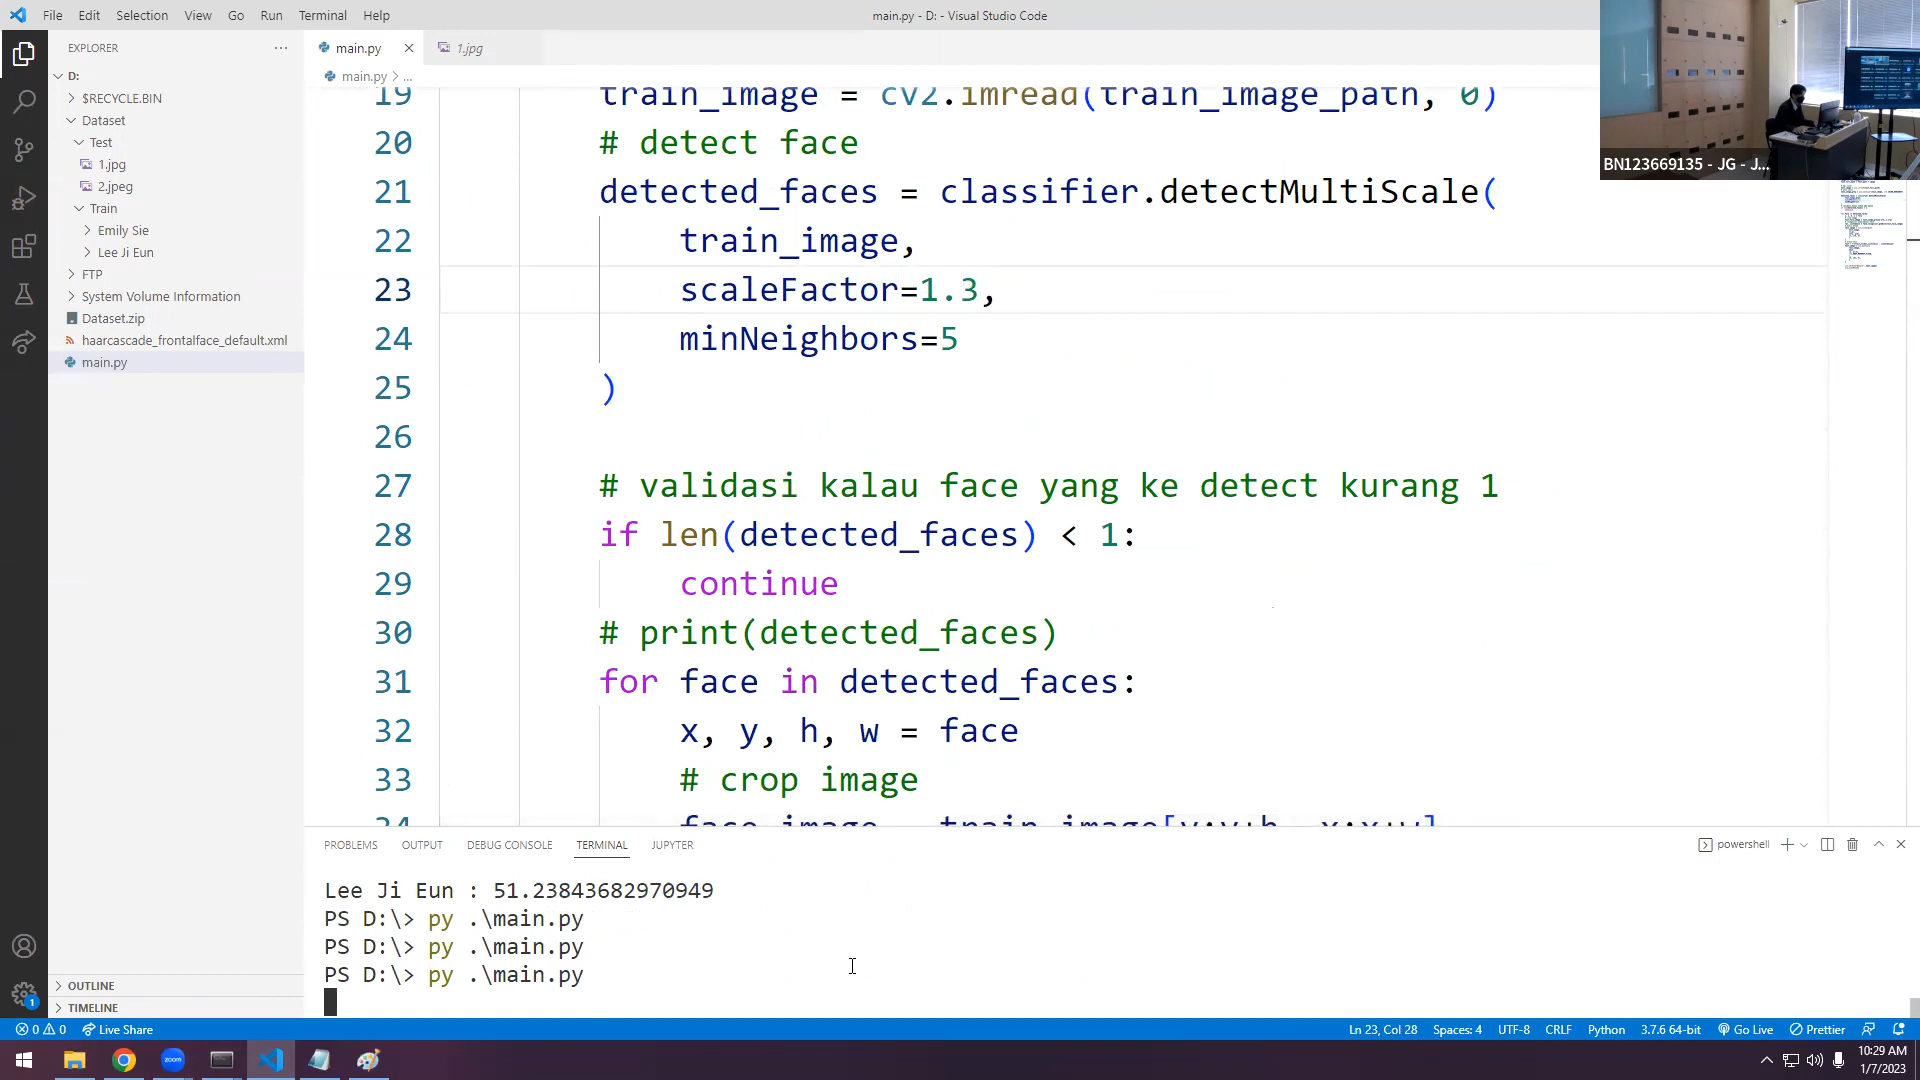 File Edit Selection View Go Run Terminal Help
main.py - D: - Visual Studio Code
EXPLORER
D:
$RECYCLE.BIN
Dataset
Test
1.jpg
2.jpeg
Train
Emily Sie
Lee Ji Eun
FTP
System Volume Information
Dataset.zip
haarcascade_frontalface_default.xml
main.py
OUTLINE
TIMELINE
main.py
1.jpg
main.py > ...
19 train_image = cv2.imread(train_image_path, 0)
20 # detect face
21 detected_faces = classifier.detectMultiScale(
22 train_image,
23 scaleFactor=1.3,
24 minNeighbors=5
25 )
26
27 # validasi kalau face yang ke detect kurang 1
28 if len(detected_faces) < 1:
29 continue
30 # print(detected_faces)
31 for face in detected_faces:
32 x, y, h, w = face
33 # crop image
34 face_image = train_image[y:y+h, x:x+w]
BN123669135 - JG - J...
PROBLEMS OUTPUT DEBUG CONSOLE TERMINAL JUPYTER
powershell
Lee Ji Eun : 51.23843682970949
PS D:\> py .\main.py
PS D:\> py .\main.py
PS D:\> py .\main.py
0 0 Live Share
Ln 23, Col 28 Spaces: 4 UTF-8 CRLF Python 3.7.6 64-bit Go Live Prettier
1
zoom
10:29 AM
1/7/2023